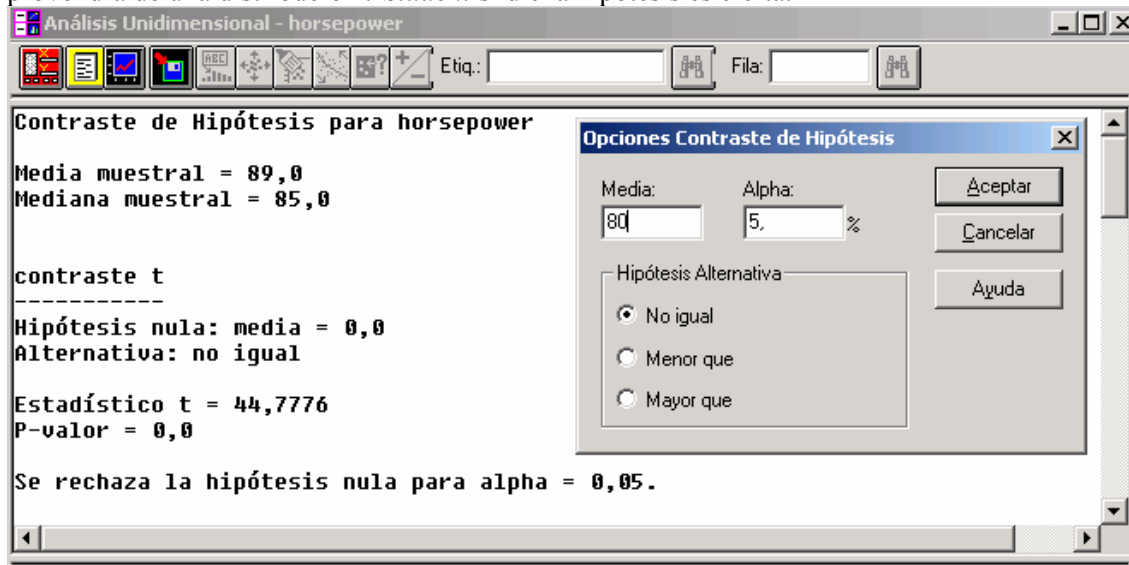 Análisis Unidimensional - horsepower
Etiq.:
Fila:
Contraste de Hipótesis para horsepower
Media muestral = 89,0
Mediana muestral = 85,0
contraste t
-----------
Hipótesis nula: media = 0,0
Alternativa: no igual
Estadístico t = 44,7776
P-valor = 0,0
Se rechaza la hipótesis nula para alpha = 0,05.
Opciones Contraste de Hipótesis
Media:
Alpha:
80
5,
%
Aceptar
Cancelar
Ayuda
Hipótesis Alternativa
No igual
Menor que
Mayor que